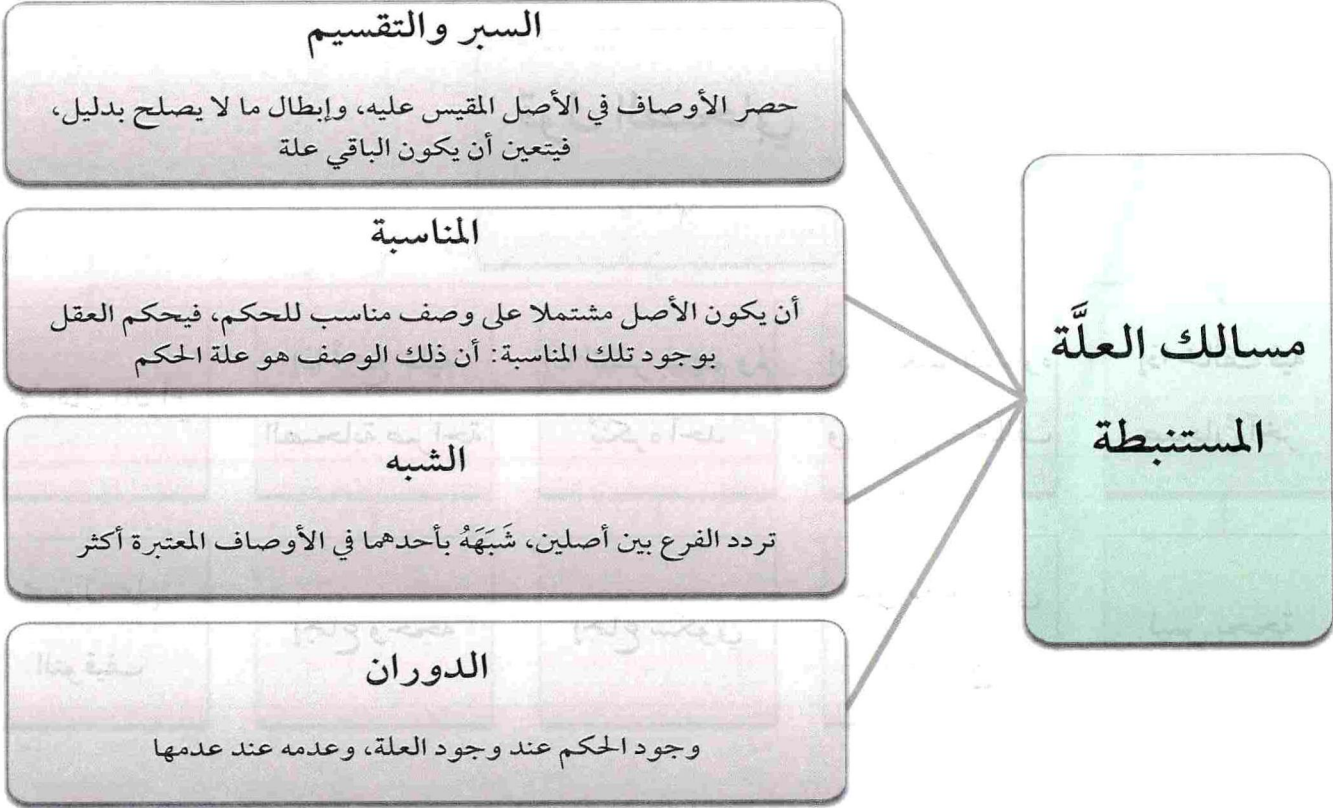 مسالك العلَّة
المستنبطة
السبر والتقسيم
حصر الأوصاف في الأصل المقيس عليه، وإبطال ما لا يصلح بدليل،
فيتعين أن يكون الباقي علة
المناسبة
أن يكون الأصل مشتملا على وصف مناسب للحكم، فيحكم العقل
بوجود تلك المناسبة: أن ذلك الوصف هو علة الحكم
الشبه
تردد الفرع بين أصلين، شَبَهَهُ بأحدهما في الأوصاف المعتبرة أكثر
الدوران
وجود الحكم عند وجود العلة، وعدمه عند عدمها